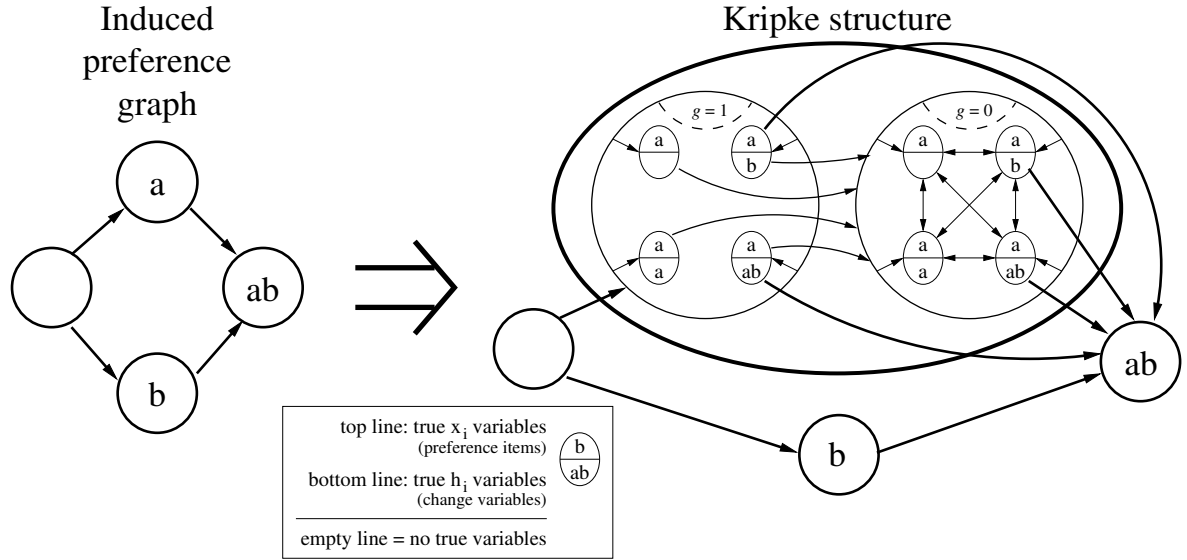 Induced
preference
graph
Kripke structure
a
ab
b
g = 1
a
a
b
a
a
a
ab
g = 0
a
a
b
a
a
a
ab
ab
b
top line: true x_i variables
(preference items)
bottom line: true h_i variables
(change variables)
b
ab
empty line = no true variables